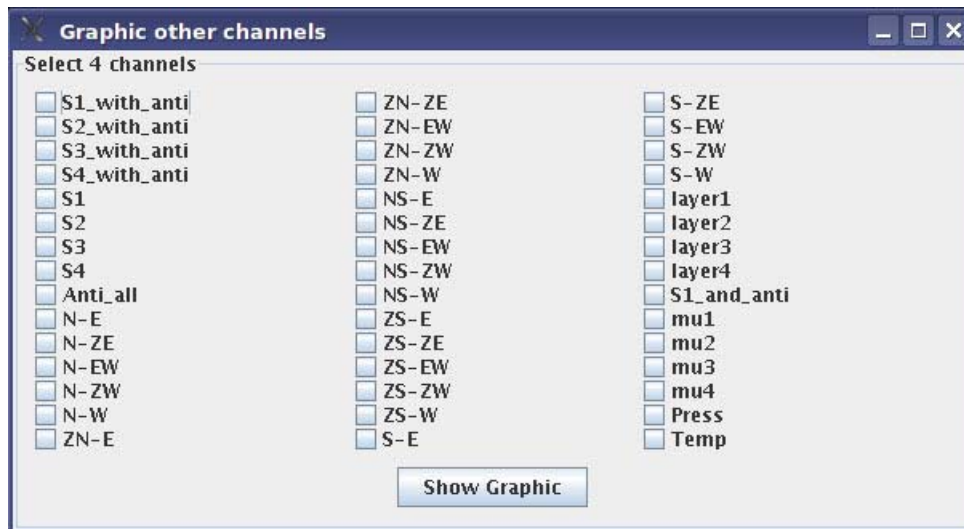 Graphic other channels
Select 4 channels
S1_with_anti
S2_with_anti
S3_with_anti
S4_with_anti
S1
S2
S3
S4
Anti_all
N-E
N-ZE
N-EW
N-ZW
N-W
ZN-E
ZN-ZE
ZN-EW
ZN-ZW
ZN-W
NS-E
NS-ZE
NS-EW
NS-ZW
NS-W
ZS-E
ZS-ZE
ZS-EW
ZS-ZW
ZS-W
S-E
S-ZE
S-EW
S-ZW
S-W
layer1
layer2
layer3
layer4
S1_and_anti
mu1
mu2
mu3
mu4
Press
Temp
Show Graphic